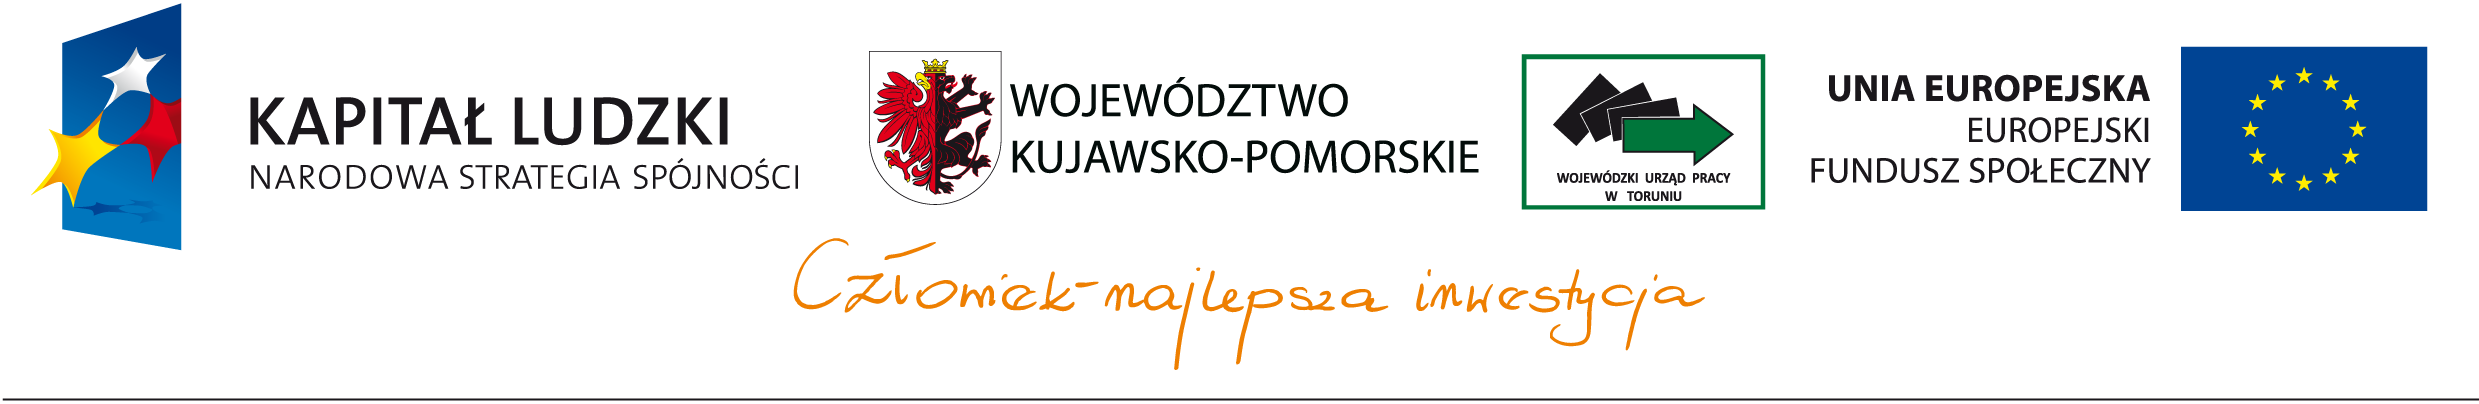 KAPITAŁ LUDZKI
NARODOWA STRATEGIA SPÓJNOŚCI
WOJEWÓDZTWO
KUJAWSKO-POMORSKIE
WOJEWÓDZKI URZĄD PRACY
W TORUNIU
UNIA EUROPEJSKA
EUROPEJSKI
FUNDUSZ SPOŁECZNY
Człowiek-najlepsza inwestycja